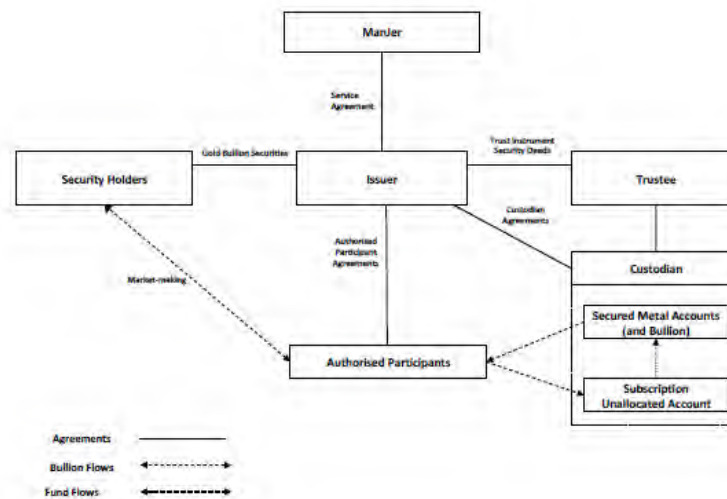 ManJer
Service
Agreement
Gold Bullion Securities
Trust Instrument
Security Deeds
Security Holders
Issuer
Trustee
Custodian
Agreements
Authorised
Participant
Agreements
Custodian
Market-making
Secured Metal Accounts
(and Bullion)
Authorised Participants
Subscription
Unallocated Account
Agreements
Bullion Flows
Fund Flows